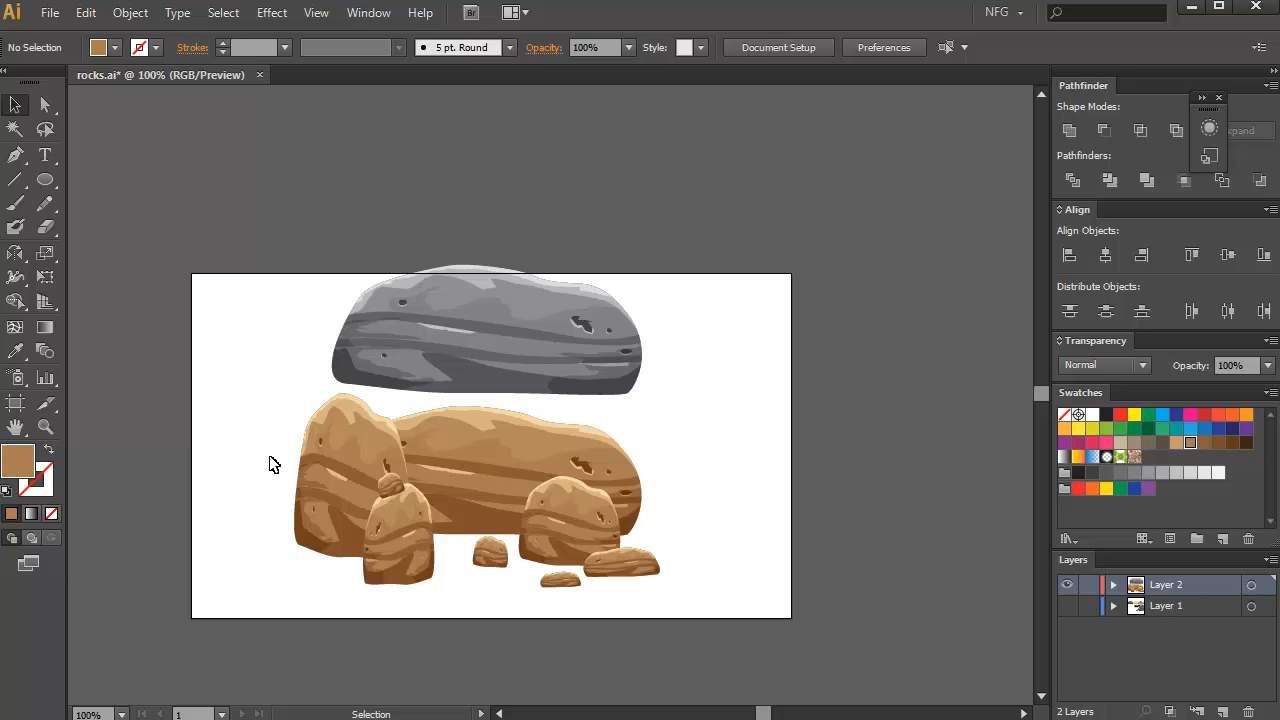 Ai File Edit Object Type Select Effect View Window Help Br NFG
No Selection Stroke: 5 pt. Round Opacity: 100% Style: Document Setup Preferences
rocks.ai* @ 100% (RGB/Preview)
Pathfinder
Shape Modes:
Pathfinders:
Align
Align Objects:
Distribute Objects:
Transparency
Normal Opacity: 100%
Swatches
Layers
Layer 2
Layer 1
2 Layers
100% 1 Selection